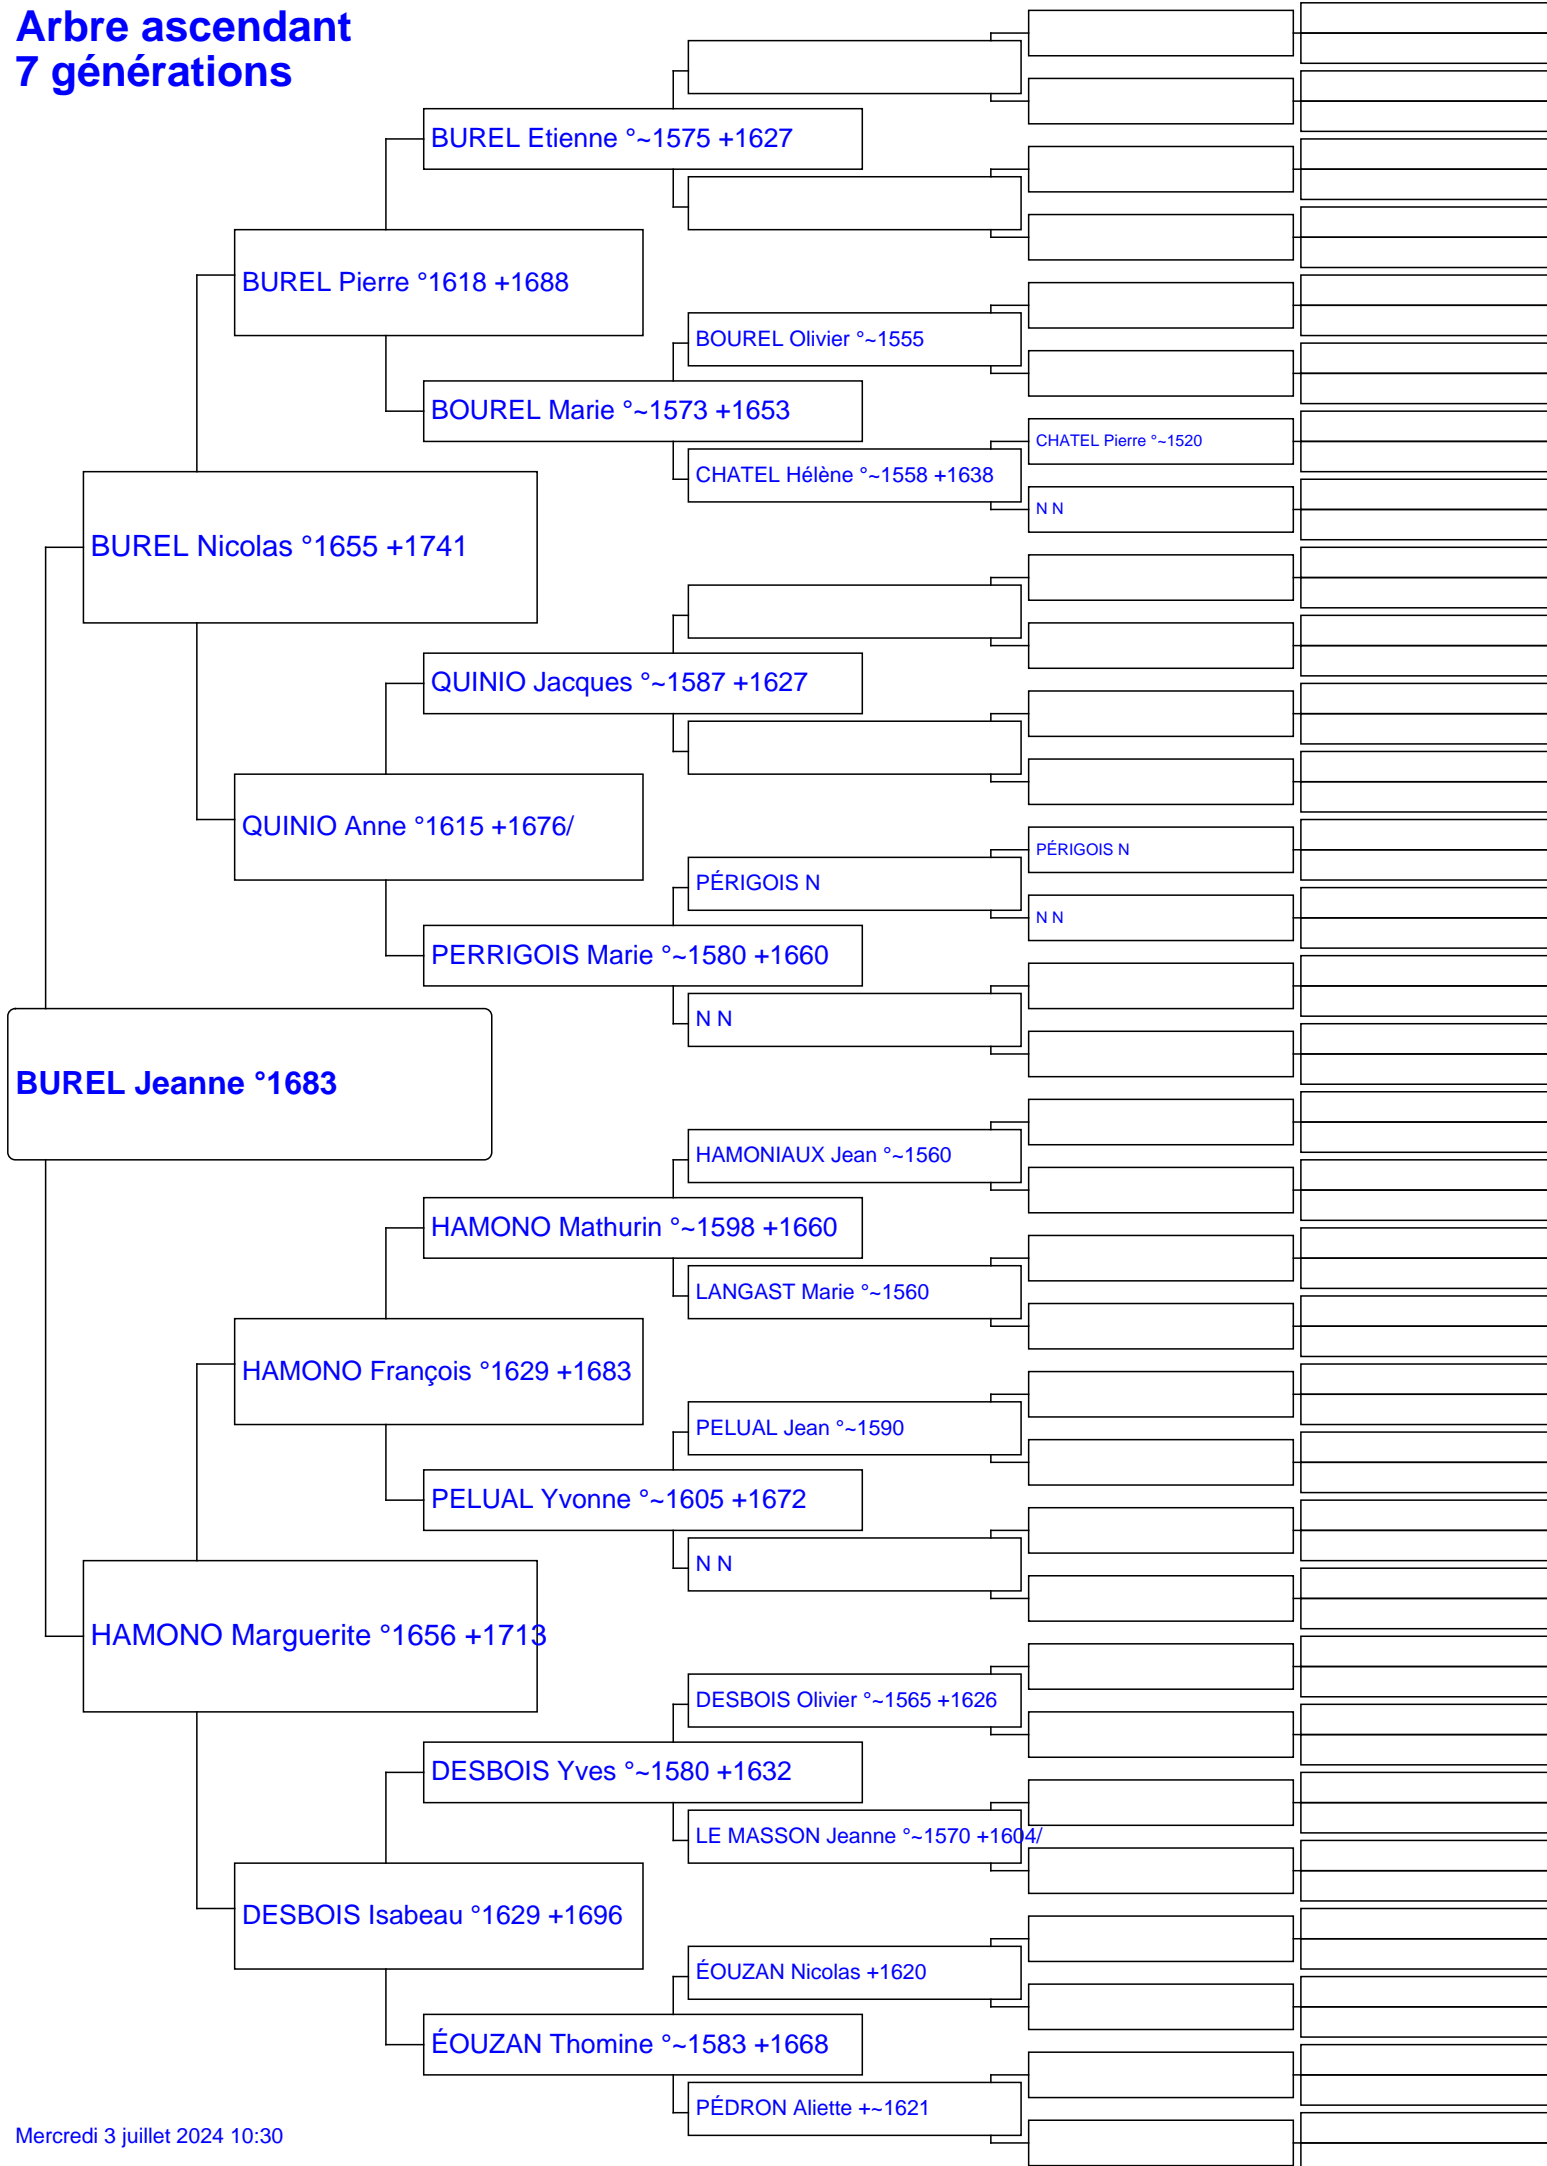 Arbre ascendant
7 générations
BUREL Etienne °~1575 +1627
BUREL Pierre °1618 +1688
BOUREL Olivier °~1555
BOUREL Marie °~1573 +1653
CHATEL Pierre °~1520
CHATEL Hélène °~1558 +1638
N N
BUREL Nicolas °1655 +1741
QUINIO Jacques °~1587 +1627
QUINIO Anne °1615 +1676/
PÉRIGOIS N
PÉRIGOIS N
N N
PERRIGOIS Marie °~1580 +1660
N N
BUREL Jeanne °1683
HAMONIAUX Jean °~1560
HAMONO Mathurin °~1598 +1660
LANGAST Marie °~1560
HAMONO François °1629 +1683
PELUAL Jean °~1590
PELUAL Yvonne °~1605 +1672
N N
HAMONO Marguerite °1656 +1713
DESBOIS Olivier °~1565 +1626
DESBOIS Yves °~1580 +1632
LE MASSON Jeanne °~1570 +1604/
DESBOIS Isabeau °1629 +1696
ÉOUZAN Nicolas +1620
ÉOUZAN Thomine °~1583 +1668
PÉDRON Aliette +~1621
Mercredi 3 juillet 2024 10:30